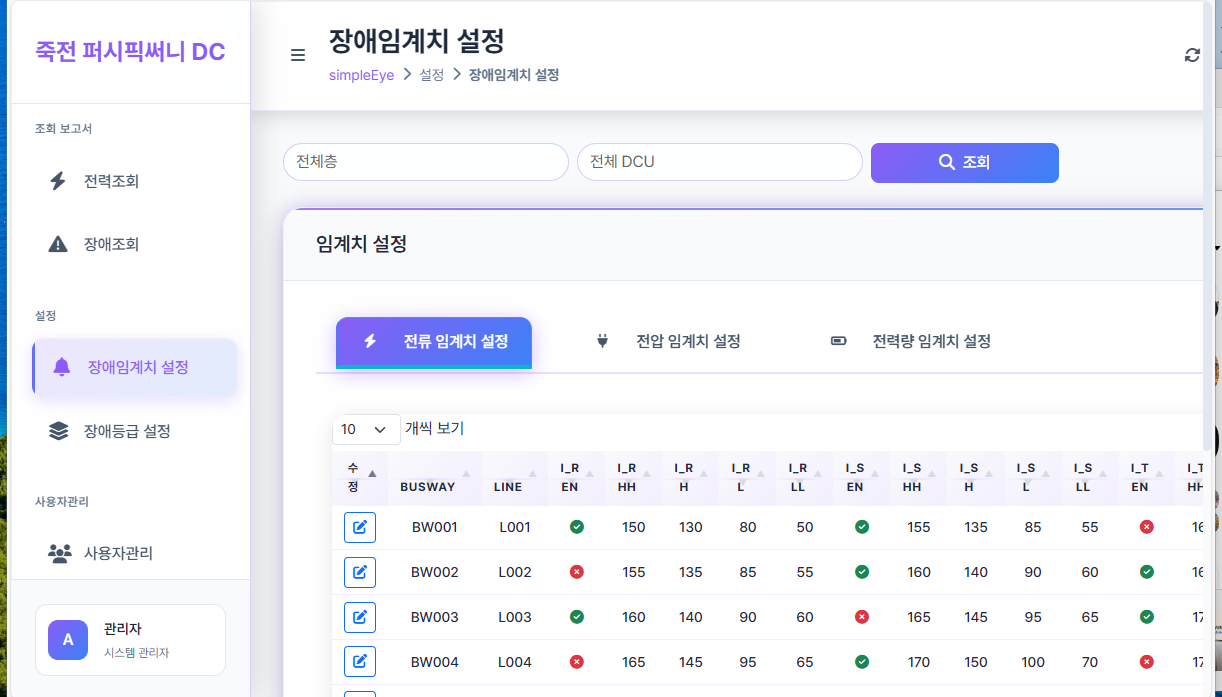 죽전 퍼시픽써니 DC
조회 보고서
전력조회
장애조회
설정
장애임계치 설정
장애등급 설정
사용자관리
사용자관리
A
관리자
시스템 관리자
장애임계치 설정
simpleEye > 설정 > 장애임계치 설정
전체층 전체 DCU 조회
임계치 설정
전류 임계치 설정 전압 임계치 설정 전력량 임계치 설정
10 개씩 보기
수정 BUSWAY LINE I_R EN I_R HH I_R H I_R L I_R LL I_S EN I_S HH I_S H I_S L I_S LL I_T EN I_T HH
BW001 L001 150 130 80 50 155 135 85 55
BW002 L002 155 135 85 55 160 140 90 60
BW003 L003 160 140 90 60 165 145 95 65
BW004 L004 165 145 95 65 170 150 100 70